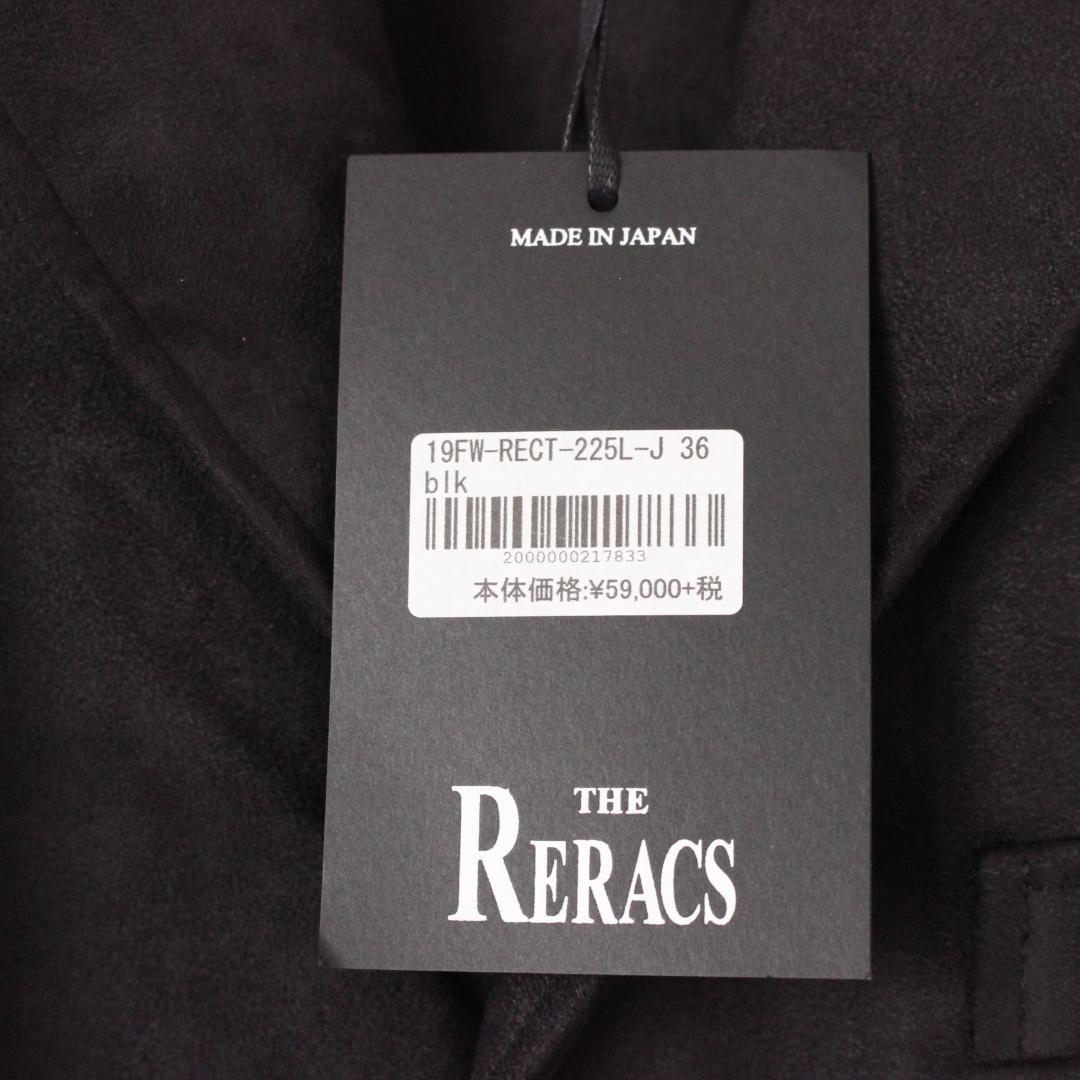 MADE IN JAPAN
19FW-RECT-225L-J 36
blk
2000000217833
本体価格:¥59,000+税
THE
RERACS